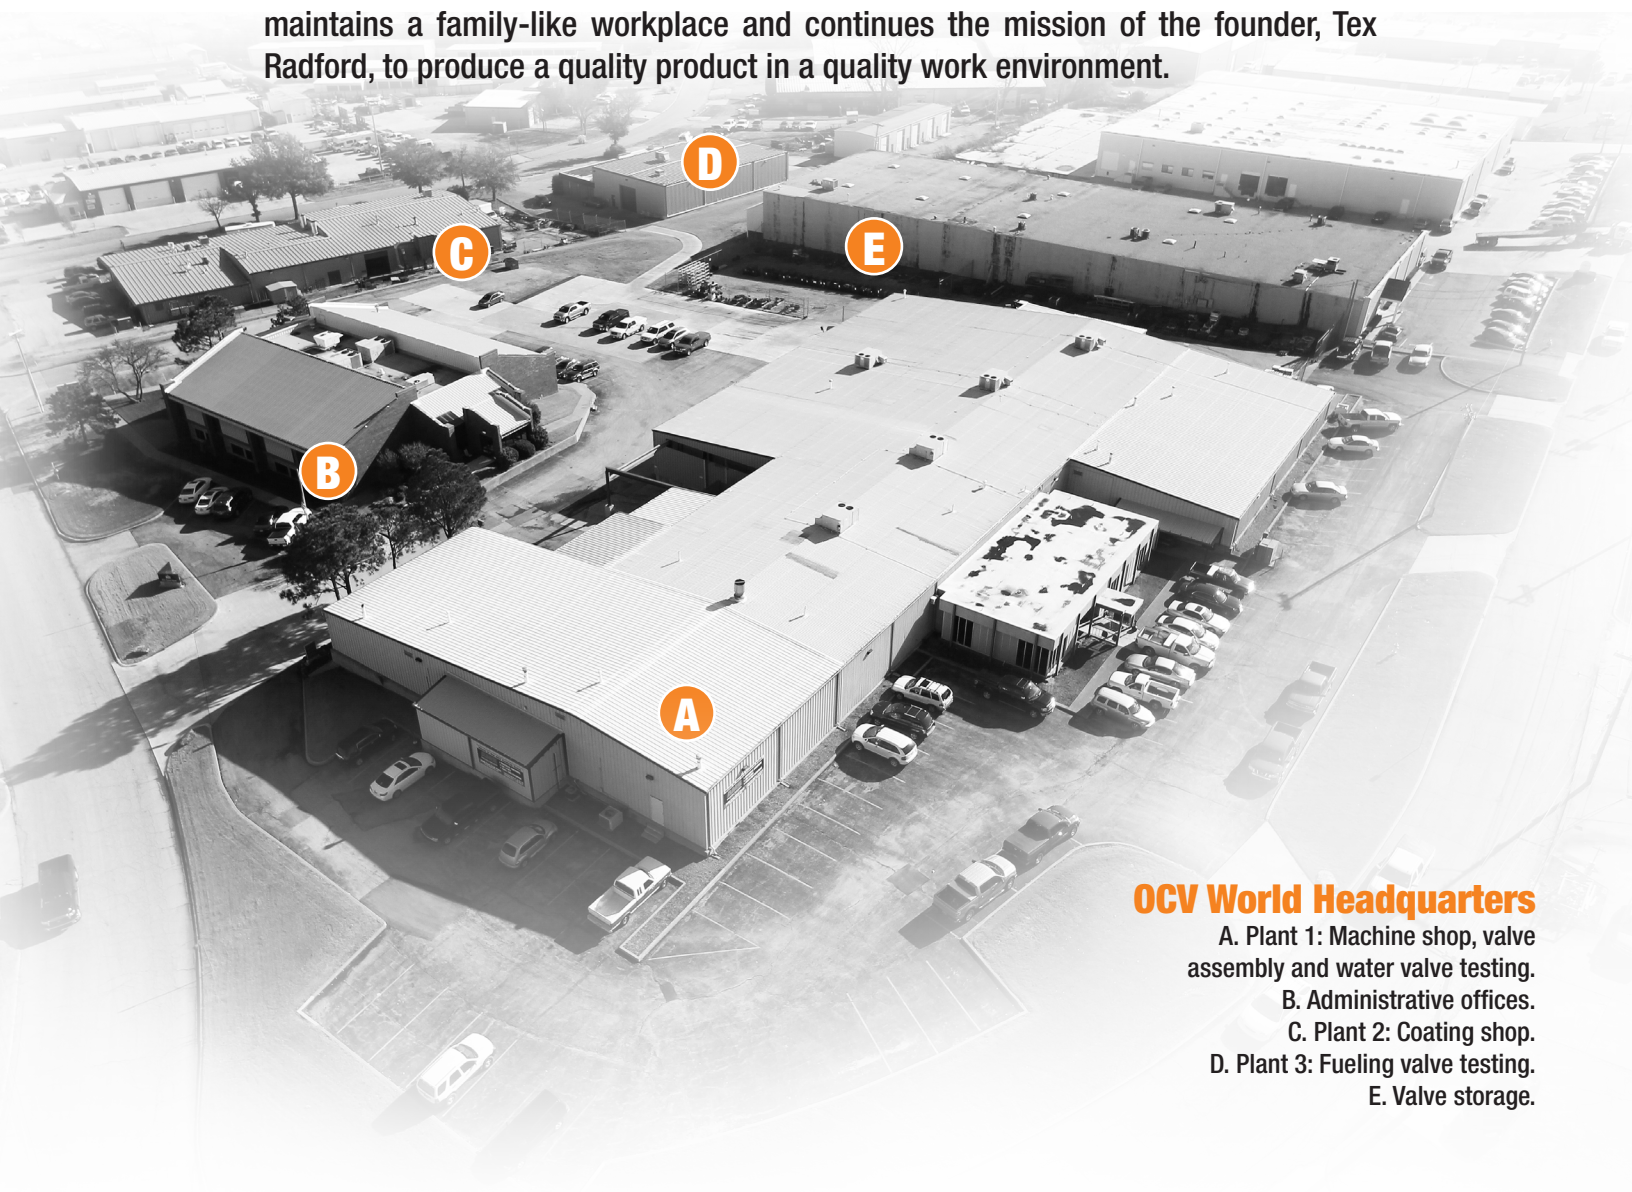 maintains a family-like workplace and continues the mission of the founder, Tex
Radford, to produce a quality product in a quality work environment.
D
C
E
B
A
OCV World Headquarters
A. Plant 1: Machine shop, valve
assembly and water valve testing.
B. Administrative offices.
C. Plant 2: Coating shop.
D. Plant 3: Fueling valve testing.
E. Valve storage.